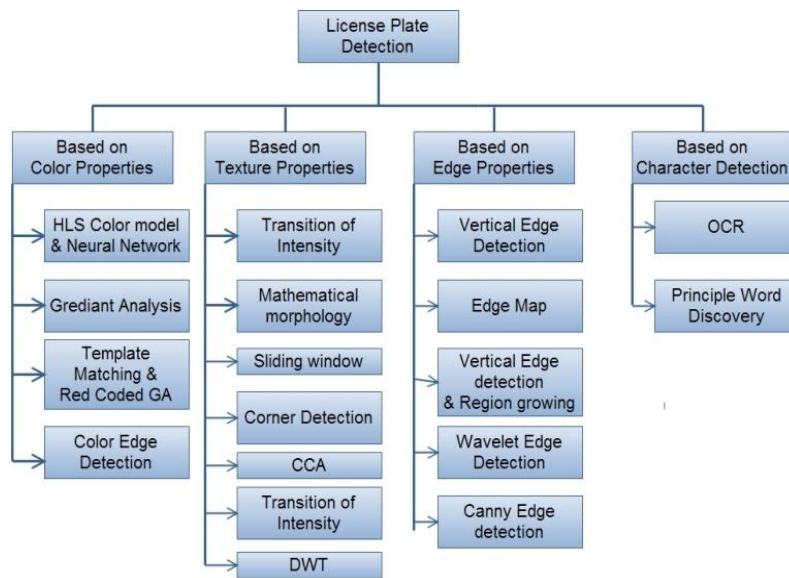 License Plate
Detection
Based on
Color Properties
HLS Color model
& Neural Network
Grediant Analysis
Template
Matching &
Red Coded GA
Color Edge
Detection
Based on
Texture Properties
Transition of
Intensity
Mathematical
morphology
Sliding window
Corner Detection
CCA
Transition of
Intensity
DWT
Based on
Edge Properties
Vertical Edge
Detection
Edge Map
Vertical Edge
detection
& Region growing
Wavelet Edge
Detection
Canny Edge
detection
Based on
Character Detection
OCR
Principle Word
Discovery